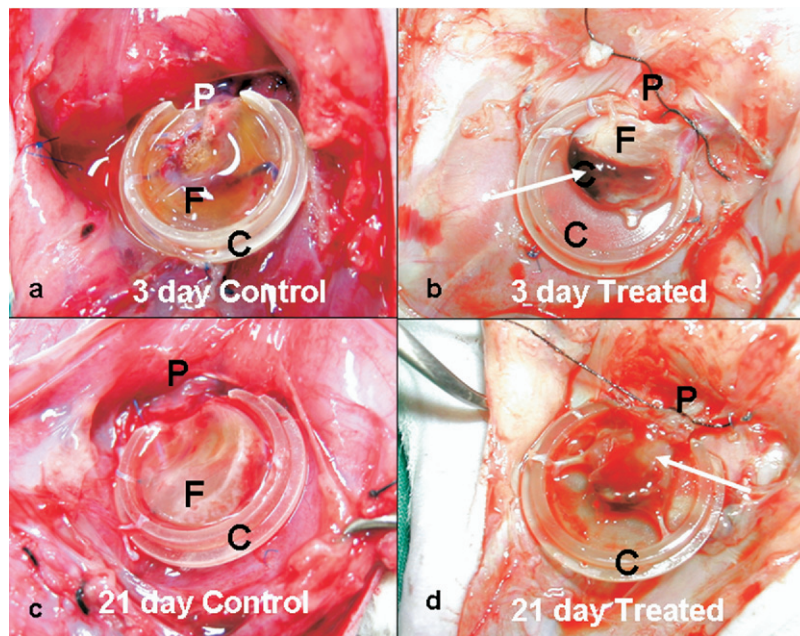 P
F
C
a
3 day Control
P
F
C
C
b
3 day Treated
P
F
C
c
21 day Control
P
C
d
21 day Treated